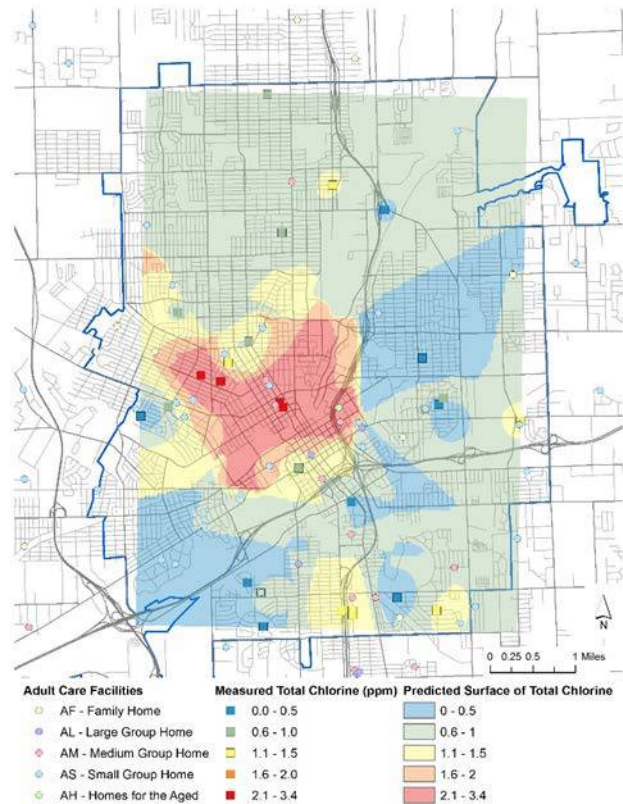 N
0 0.25 0.5 1 Miles
Adult Care Facilities
AF - Family Home
AL - Large Group Home
AM - Medium Group Home
AS - Small Group Home
AH - Homes for the Aged
Measured Total Chlorine (ppm)
0.0 - 0.5
0.6 - 1.0
1.1 - 1.5
1.6 - 2.0
2.1 - 3.4
Predicted Surface of Total Chlorine
0 - 0.5
0.6 - 1
1.1 - 1.5
1.6 - 2
2.1 - 3.4